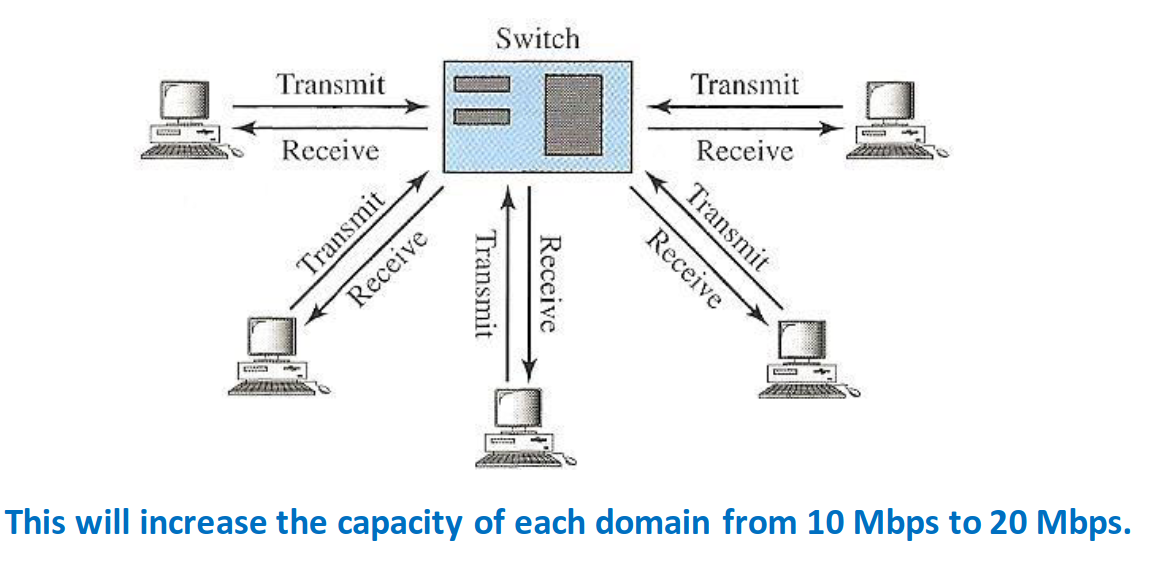 Switch
Transmit
Receive
Transmit
Receive
Transmit
Receive
Transmit
Receive
Transmit
Receive
This will increase the capacity of each domain from 10 Mbps to 20 Mbps.